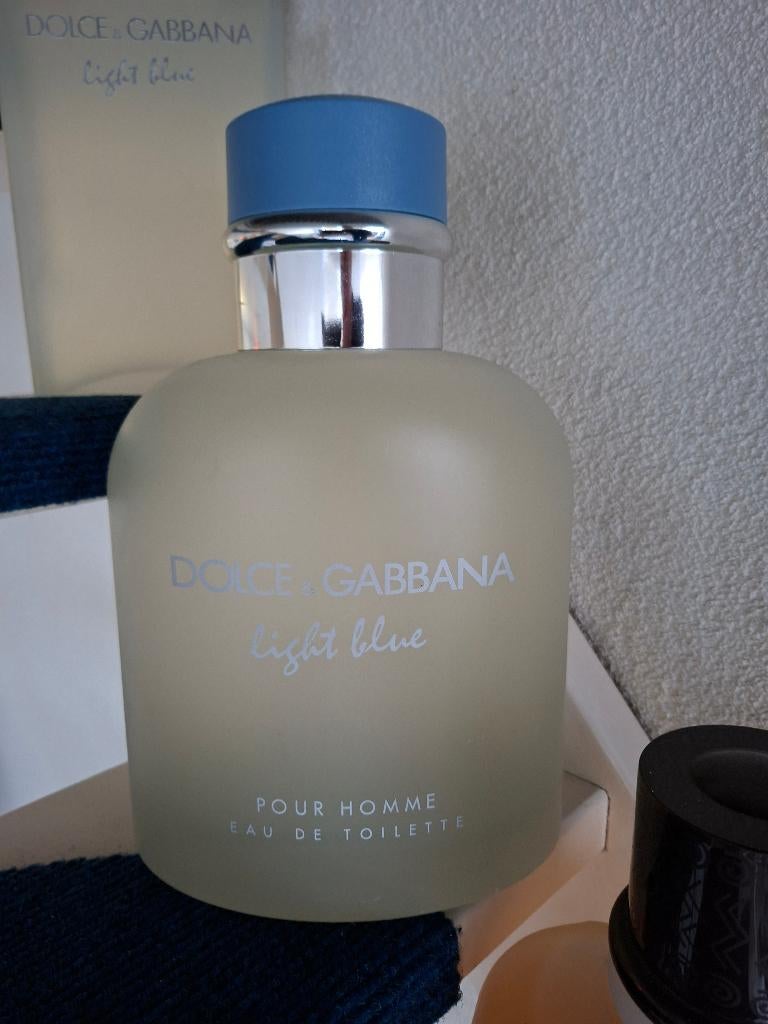 DOLCE & GABBANA
light blue
DOLCE & GABBANA
light blue
POUR HOMME
EAU DE TOILETTE